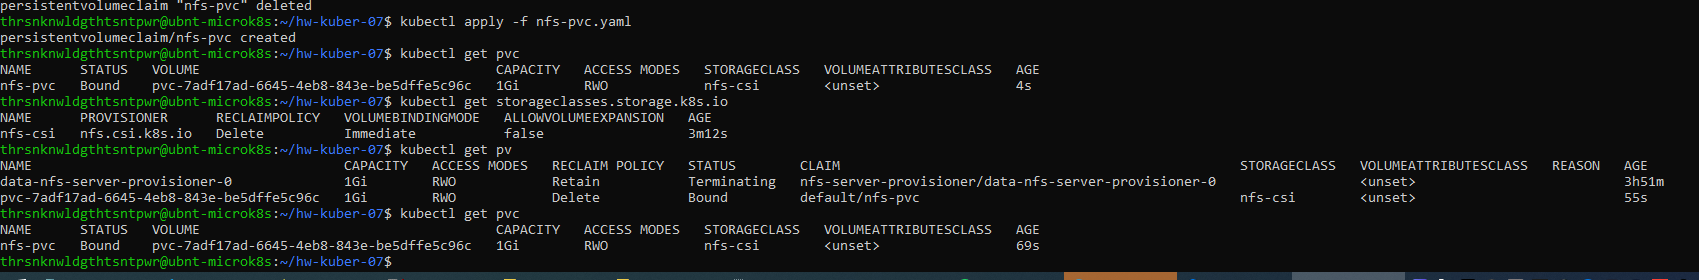 persistentvolumeclaim "nfs-pvc" deleted
thrsnknwldgthtsntpwr@ubnt-microk8s:~/hw-kuber-07$ kubectl apply -f nfs-pvc.yaml
persistentvolumeclaim/nfs-pvc created
thrsnknwldgthtsntpwr@ubnt-microk8s:~/hw-kuber-07$ kubectl get pvc
NAME      STATUS   VOLUME                                     CAPACITY   ACCESS MODES   STORAGECLASS   VOLUMEATTRIBUTESCLASS   AGE
nfs-pvc   Bound    pvc-7adf17ad-6645-4eb8-843e-be5dffe5c96c   1Gi        RWO            nfs-csi        <unset>                 4s
thrsnknwldgthtsntpwr@ubnt-microk8s:~/hw-kuber-07$ kubectl get storageclasses.storage.k8s.io
NAME      PROVISIONER      RECLAIMPOLICY   VOLUMEBINDINGMODE   ALLOWVOLUMEEXPANSION   AGE
nfs-csi   nfs.csi.k8s.io   Delete          Immediate           false                  3m12s
thrsnknwldgthtsntpwr@ubnt-microk8s:~/hw-kuber-07$ kubectl get pv
NAME                                       CAPACITY   ACCESS MODES   RECLAIM POLICY   STATUS        CLAIM                                                  STORAGECLASS   VOLUMEATTRIBUTESCLASS   REASON   AGE
data-nfs-server-provisioner-0              1Gi        RWO            Retain           Terminating   nfs-server-provisioner/data-nfs-server-provisioner-0                  <unset>                          3h51m
pvc-7adf17ad-6645-4eb8-843e-be5dffe5c96c   1Gi        RWO            Delete           Bound         default/nfs-pvc                                        nfs-csi        <unset>                          55s
thrsnknwldgthtsntpwr@ubnt-microk8s:~/hw-kuber-07$ kubectl get pvc
NAME      STATUS   VOLUME                                     CAPACITY   ACCESS MODES   STORAGECLASS   VOLUMEATTRIBUTESCLASS   AGE
nfs-pvc   Bound    pvc-7adf17ad-6645-4eb8-843e-be5dffe5c96c   1Gi        RWO            nfs-csi        <unset>                 69s
thrsnknwldgthtsntpwr@ubnt-microk8s:~/hw-kuber-07$